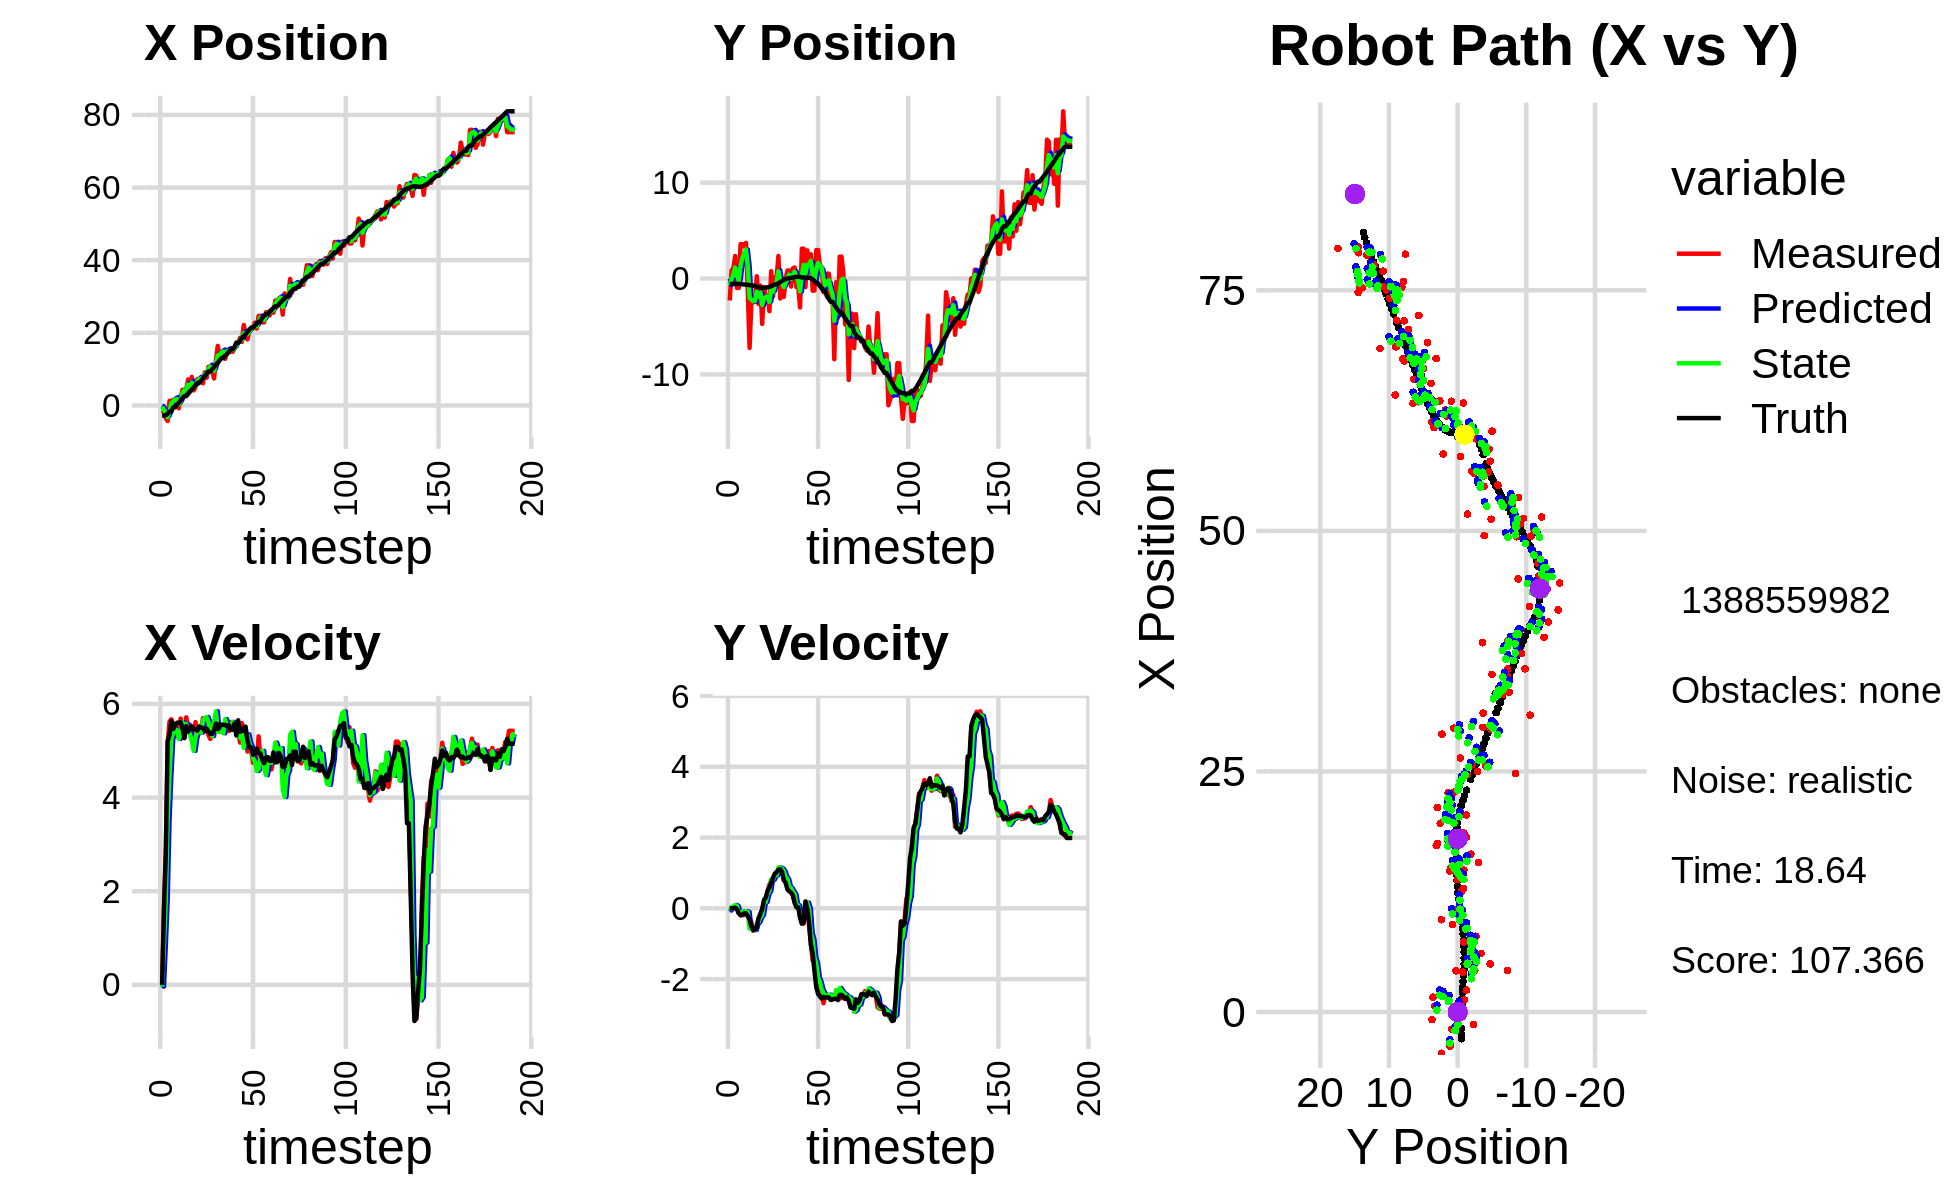 X Position
80
60
40
20
0
0
50
100
150
200
timestep
Y Position
10
0
-10
0
50
100
150
200
timestep
X Velocity
6
4
2
0
0
50
100
150
200
timestep
Y Velocity
6
4
2
0
-2
0
50
100
150
200
timestep
Robot Path (X vs Y)
X Position
75
50
25
0
20 10 0 -10 -20
Y Position
variable
Measured
Predicted
State
Truth
1388559982
Obstacles: none
Noise: realistic
Time: 18.64
Score: 107.366